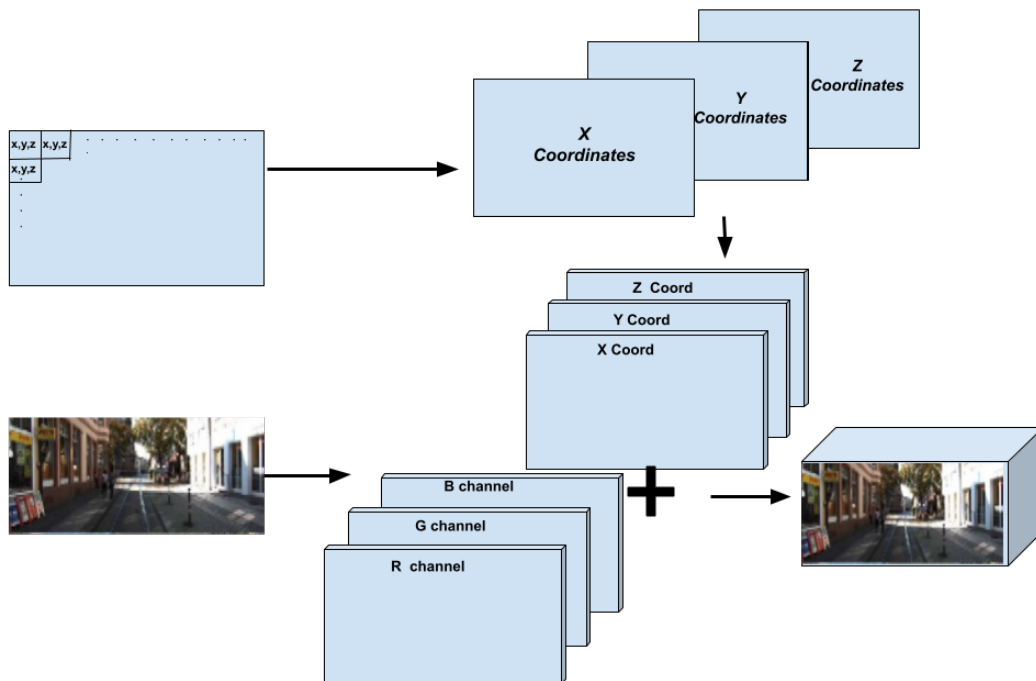 Z
Coordinates
Y
Coordinates
X
Coordinates
x,y,z x,y,z
x,y,z
Z Coord
Y Coord
X Coord
B channel
G channel
R channel